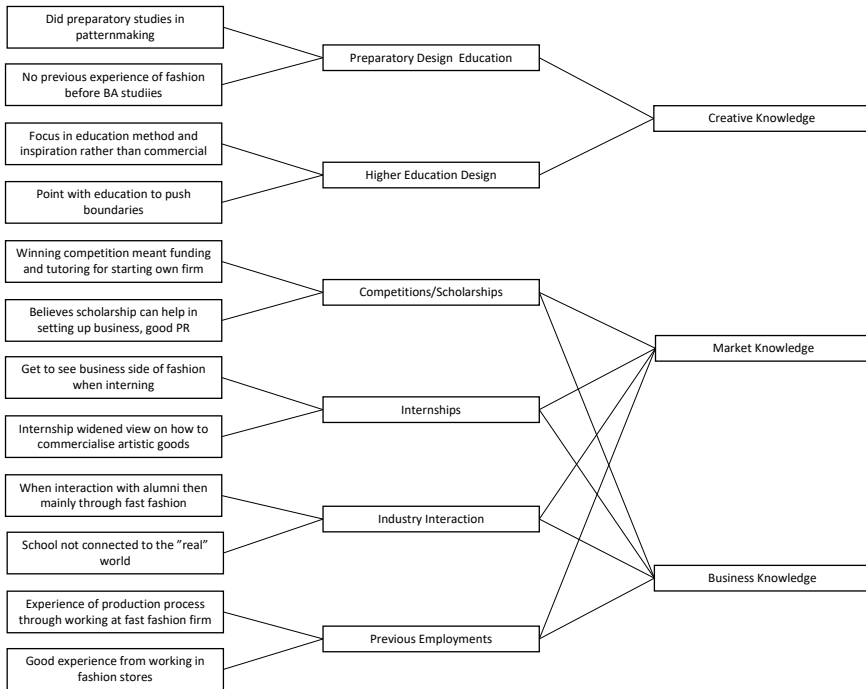 Did preparatory studies in
patternmaking
No previous experience of fashion
before BA studiies
Focus in education method and
inspiration rather than commercial
Point with education to push
boundaries
Winning competition meant funding
and tutoring for starting own firm
Believes scholarship can help in
setting up business, good PR
Get to see business side of fashion
when interning
Internship widened view on how to
commercialise artistic goods
When interaction with alumni then
mainly through fast fashion
School not connected to the ”real”
world
Experience of production process
through working at fast fashion firm
Good experience from working in
fashion stores
Preparatory Design Education
Higher Education Design
Competitions/Scholarships
Internships
Industry Interaction
Previous Employments
Creative Knowledge
Market Knowledge
Business Knowledge